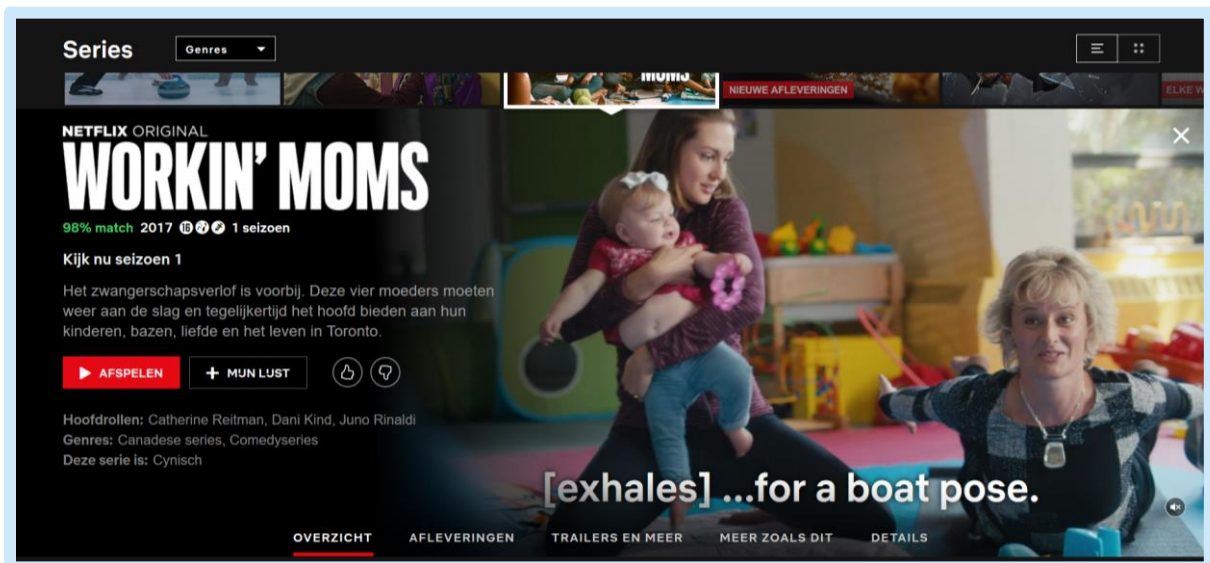 Series
Genres
MOMS
NIEUWE AFLEVERINGEN
ELKE W
NETFLIX ORIGINAL
WORKIN' MOMS
98% match 2017 16 1 seizoen
Kijk nu seizoen 1
Het zwangerschapsverlof is voorbij. Deze vier moeders moeten
weer aan de slag en tegelijkertijd het hoofd bieden aan hun
kinderen, bazen, liefde en het leven in Toronto.
AFSPELEN
+ MIJN LIJST
Hoofdrollen: Catherine Reitman, Dani Kind, Juno Rinaldi
Genres: Canadese series, Comedyseries
Deze serie is: Cynisch
[exhales] ...for a boat pose.
OVERZICHT AFLEVERINGEN TRAILERS EN MEER MEER ZOALS DIT DETAILS